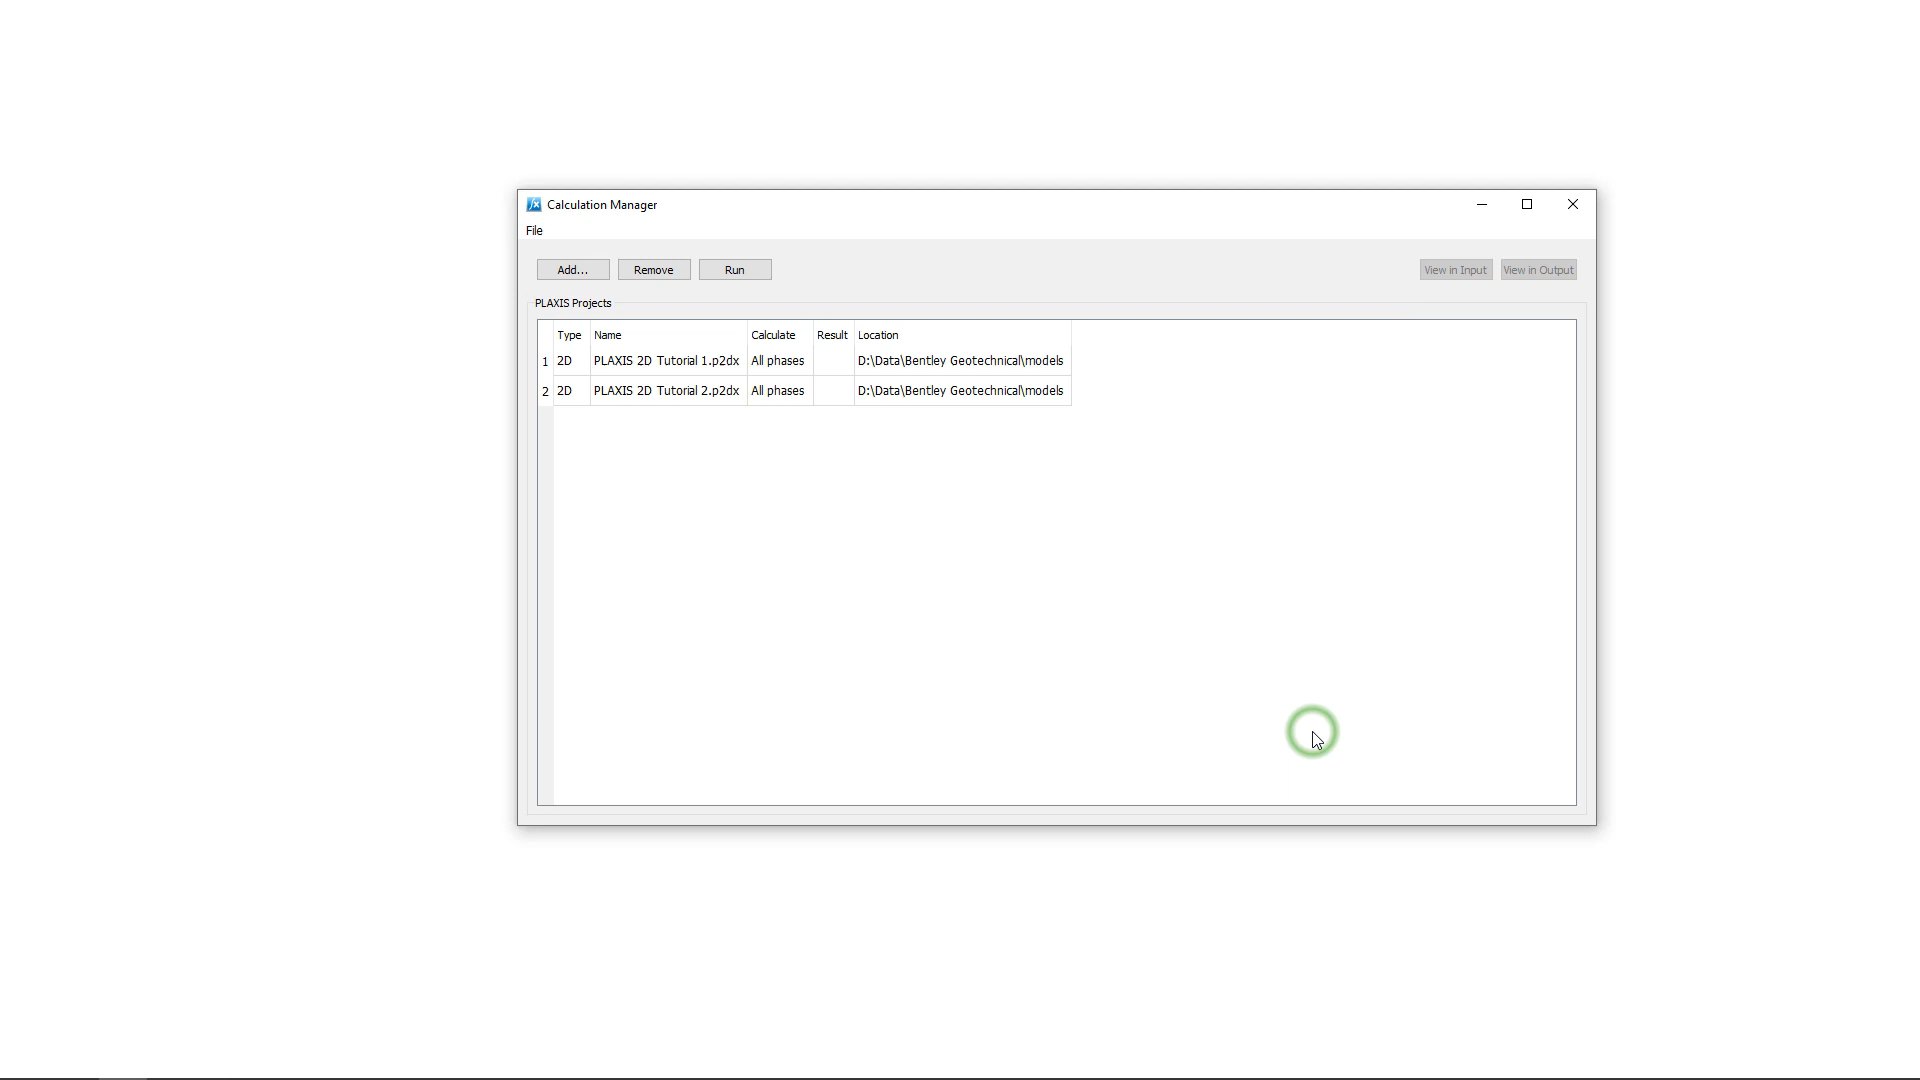 Calculation Manager
File
Add... Remove Run View in Input View in Output
PLAXIS Projects
Type Name Calculate Result Location
1 2D PLAXIS 2D Tutorial 1.p2dx All phases D:\Data\Bentley Geotechnical\models
2 2D PLAXIS 2D Tutorial 2.p2dx All phases D:\Data\Bentley Geotechnical\models